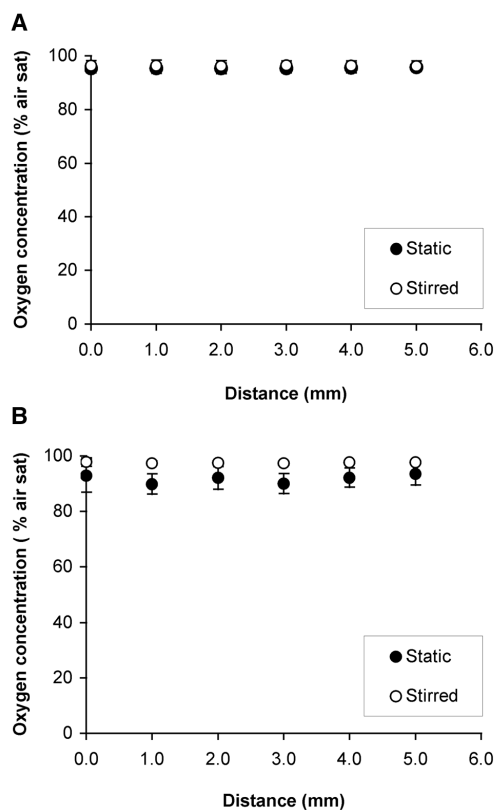 A
Oxygen concentration (% air sat)
100
80
60
40
20
0
Static
Stirred
0.0 1.0 2.0 3.0 4.0 5.0 6.0
Distance (mm)
B
Oxygen concentration ( % air sat)
100
80
60
40
20
0
Static
Stirred
0.0 1.0 2.0 3.0 4.0 5.0 6.0
Distance (mm)